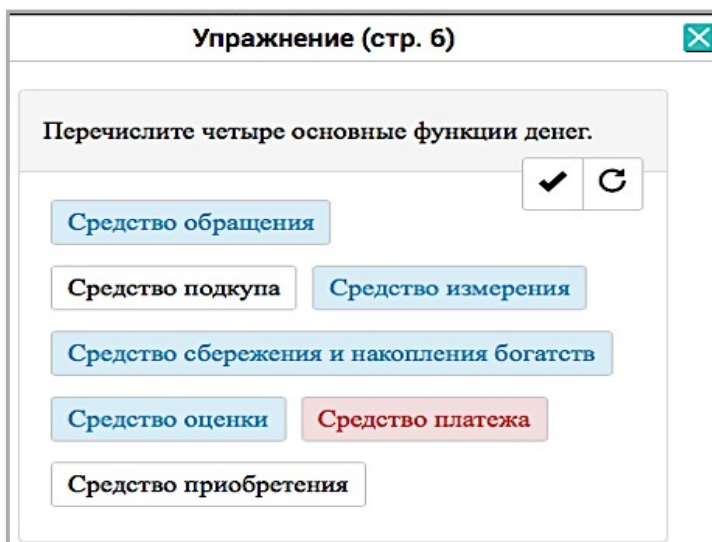 Упражнение (стр. 6)
Перечислите четыре основные функции денег.
Средство обращения
Средство подкупа Средство измерения
Средство сбережения и накопления богатств
Средство оценки Средство платежа
Средство приобретения